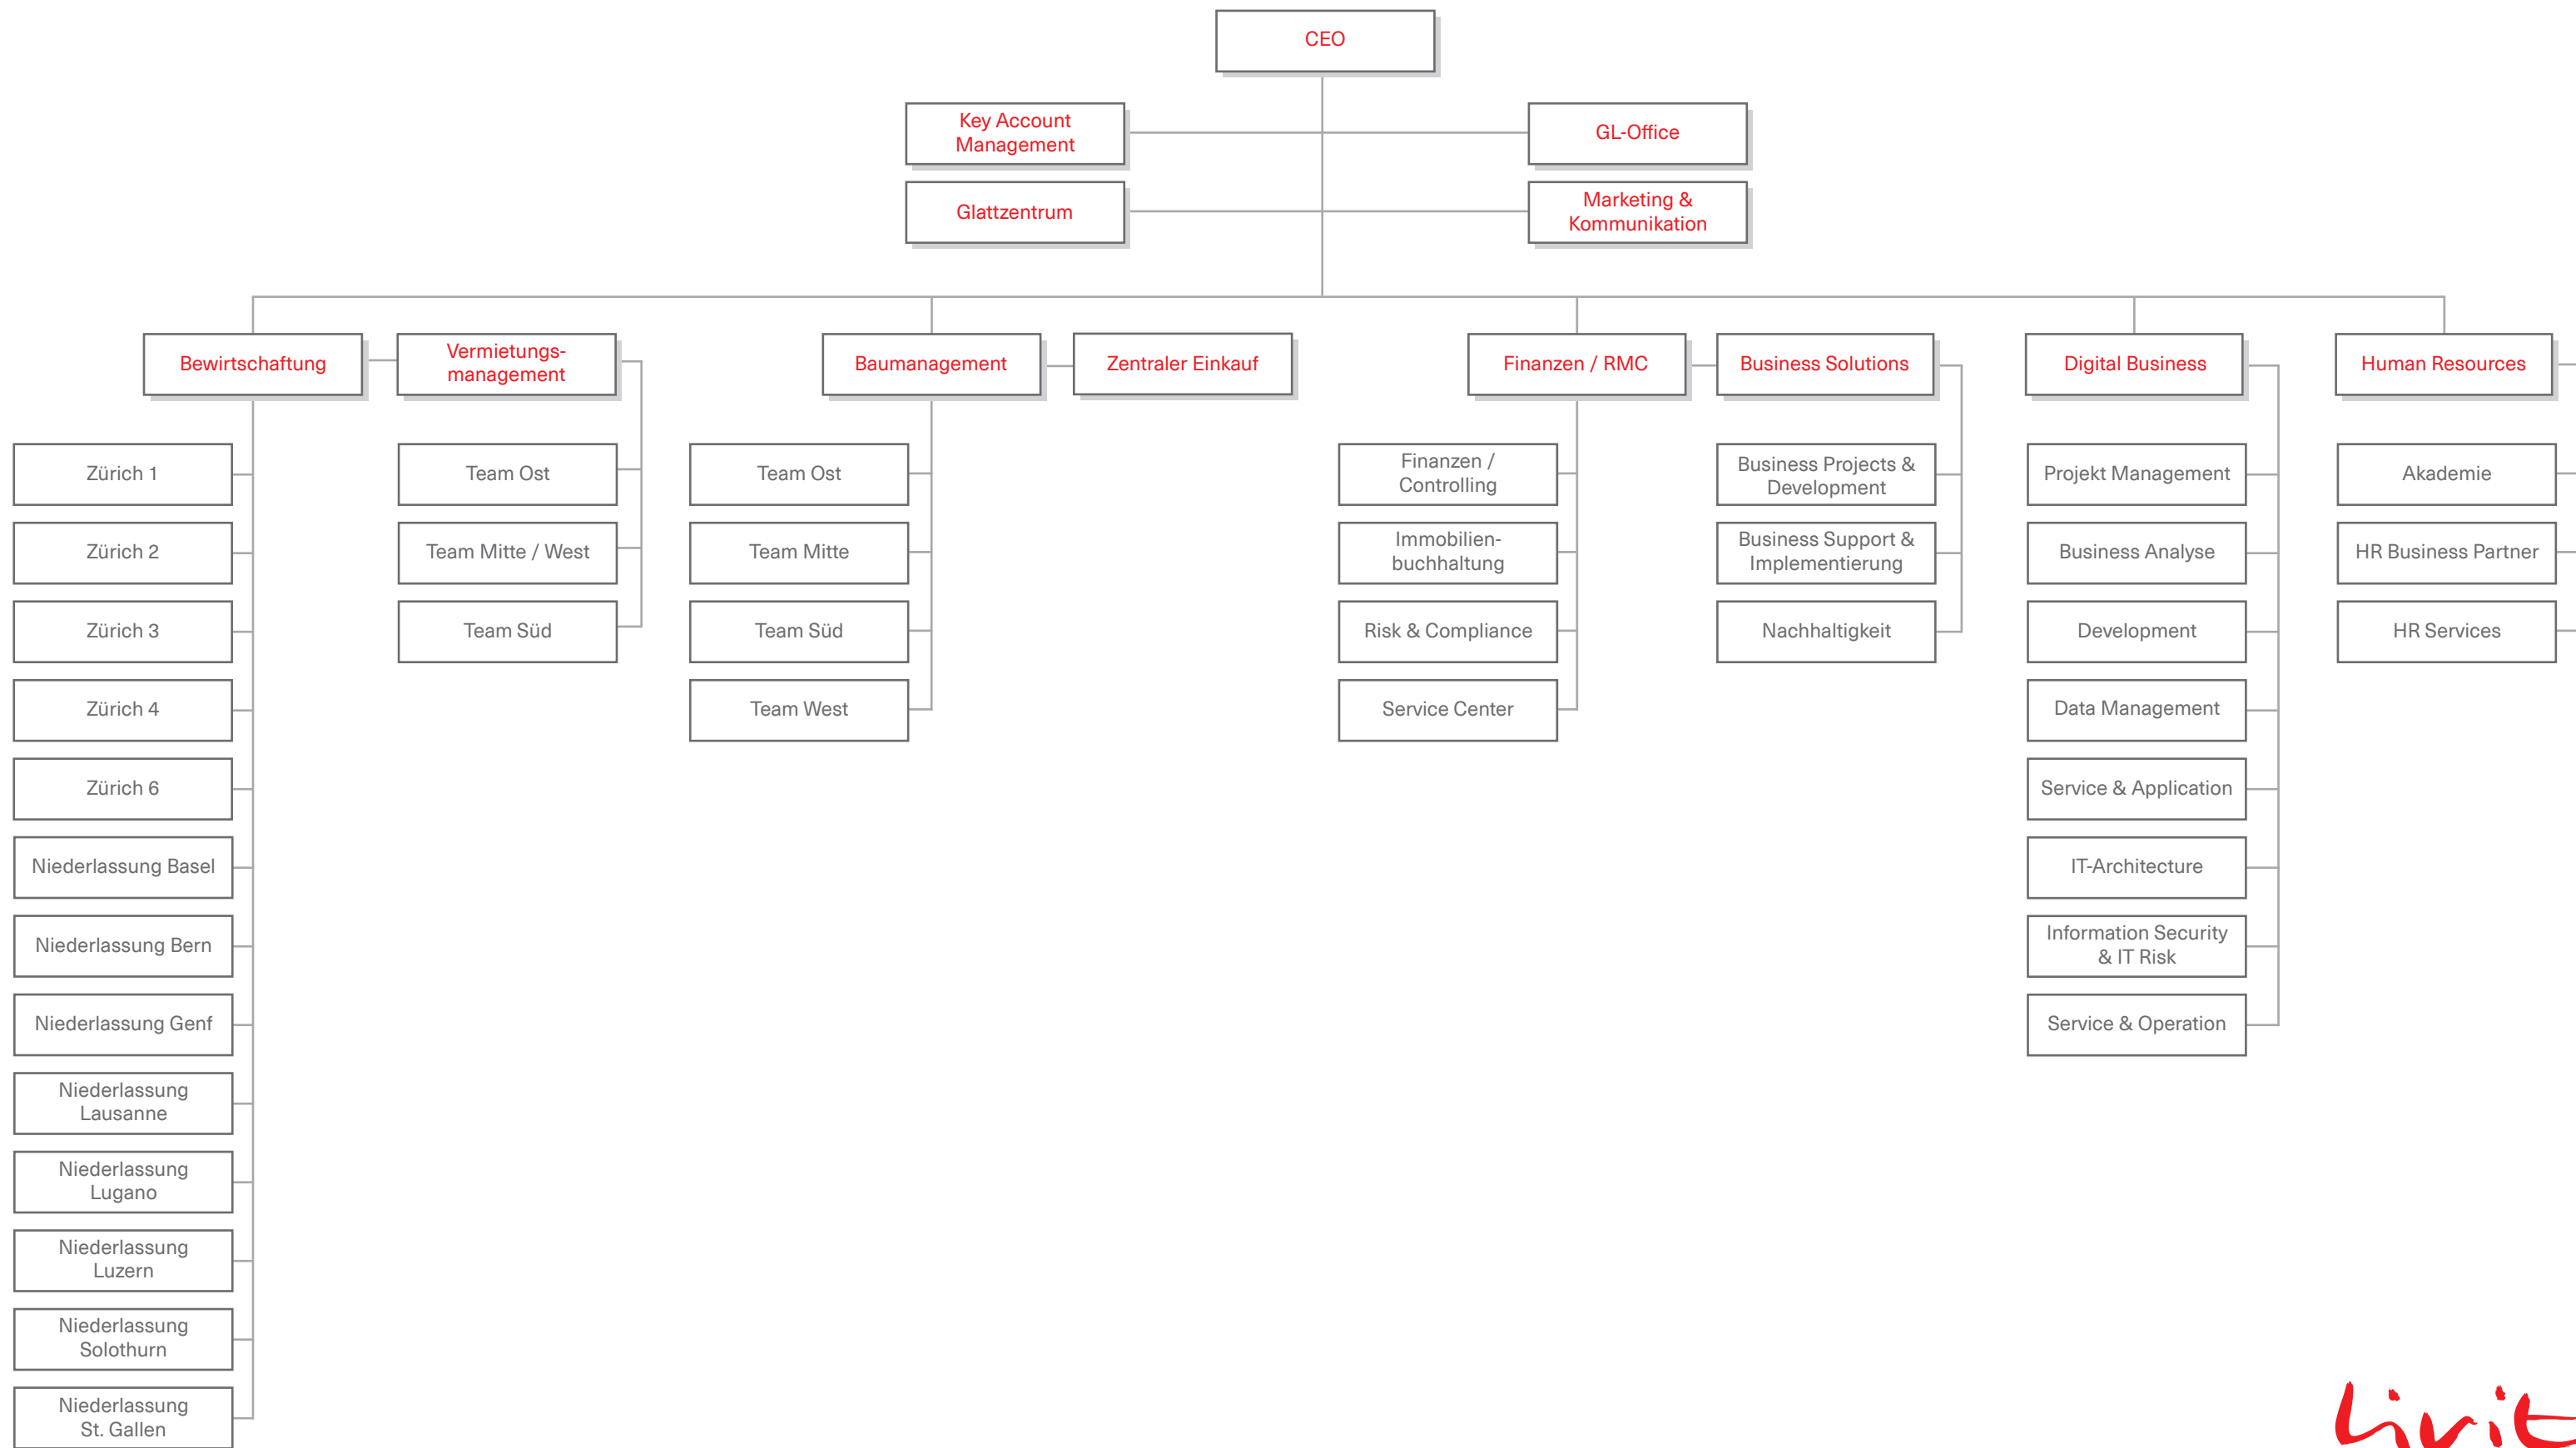 CEO
Key Account
Management
GL-Office
Glattzentrum
Marketing &
Kommunikation
Bewirtschaftung
Vermietungs-
management
Baumanagement
Zentraler Einkauf
Finanzen / RMC
Business Solutions
Digital Business
Human Resources
Zürich 1
Zürich 2
Zürich 3
Zürich 4
Zürich 6
Niederlassung Basel
Niederlassung Bern
Niederlassung Genf
Niederlassung
Lausanne
Niederlassung
Lugano
Niederlassung
Luzern
Niederlassung
Solothurn
Niederlassung
St. Gallen
Team Ost
Team Mitte / West
Team Süd
Team Ost
Team Mitte
Team Süd
Team West
Finanzen /
Controlling
Immobilien-
buchhaltung
Risk & Compliance
Service Center
Business Projects &
Development
Business Support &
Implementierung
Nachhaltigkeit
Projekt Management
Business Analyse
Development
Data Management
Service & Application
IT-Architecture
Information Security
& IT Risk
Service & Operation
Akademie
HR Business Partner
HR Services
livit